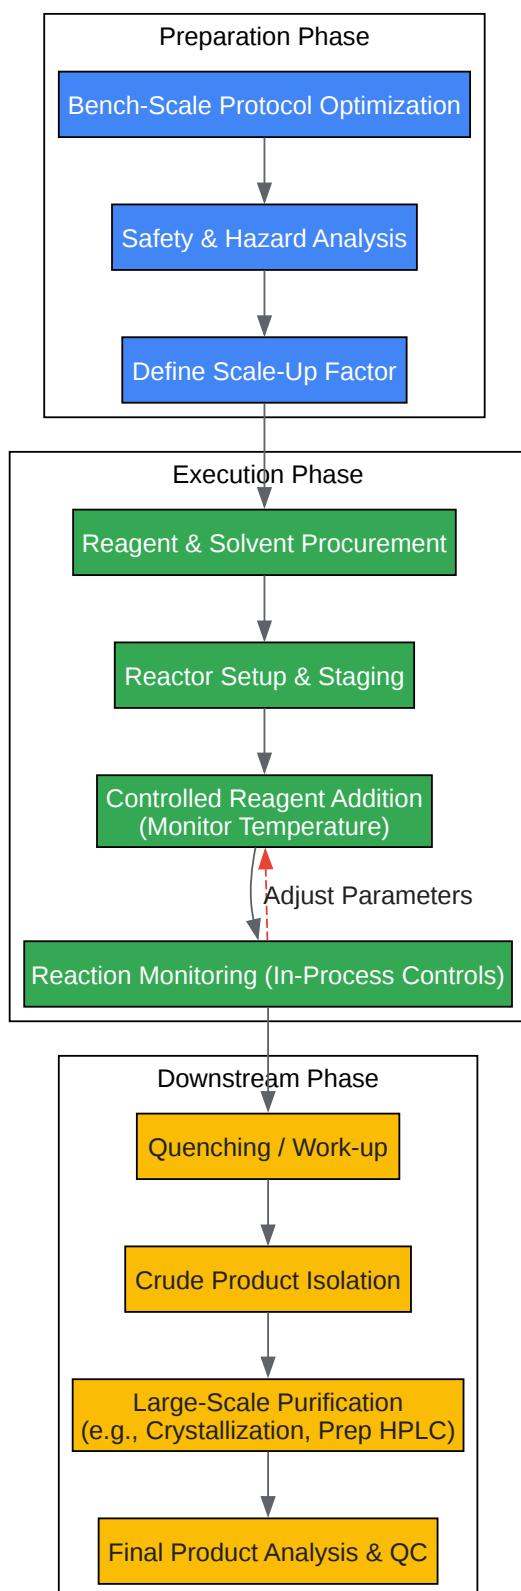 Preparation Phase
Bench-Scale Protocol Optimization
Safety & Hazard Analysis
Define Scale-Up Factor
Execution Phase
Reagent & Solvent Procurement
Reactor Setup & Staging
Controlled Reagent Addition
(Monitor Temperature)
Adjust Parameters
Reaction Monitoring (In-Process Controls)
Downstream Phase
Quenching / Work-up
Crude Product Isolation
Large-Scale Purification
(e.g., Crystallization, Prep HPLC)
Final Product Analysis & QC